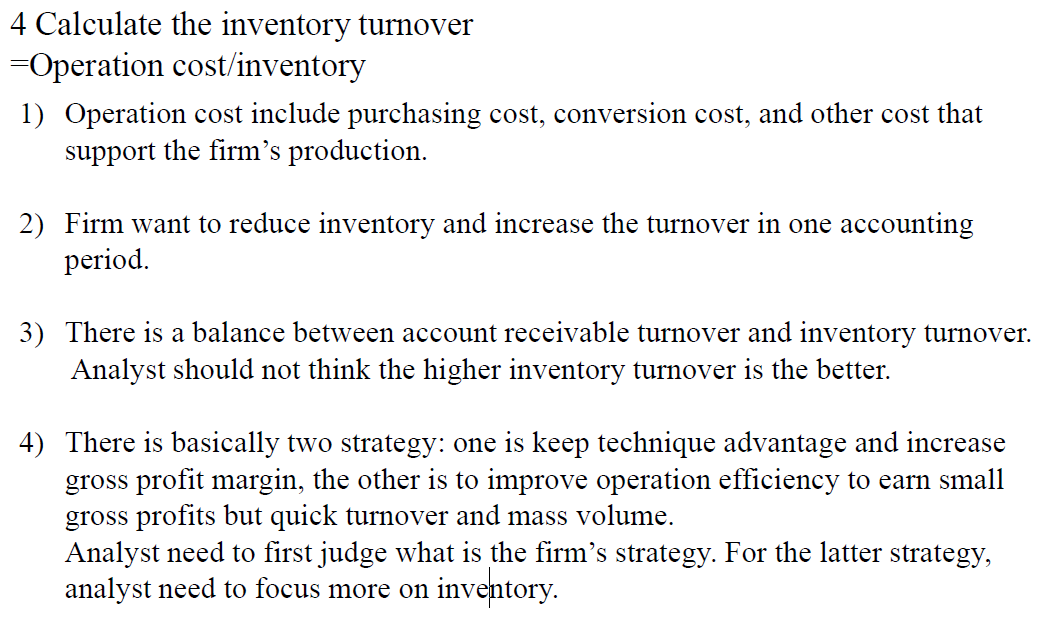 4 Calculate the inventory turnover
=Operation cost/inventory
1) Operation cost include purchasing cost, conversion cost, and other cost that
support the firm’s production.
2) Firm want to reduce inventory and increase the turnover in one accounting
period.
3) There is a balance between account receivable turnover and inventory turnover.
Analyst should not think the higher inventory turnover is the better.
4) There is basically two strategy: one is keep technique advantage and increase
gross profit margin, the other is to improve operation efficiency to earn small
gross profits but quick turnover and mass volume.
Analyst need to first judge what is the firm’s strategy. For the latter strategy,
analyst need to focus more on inventory.